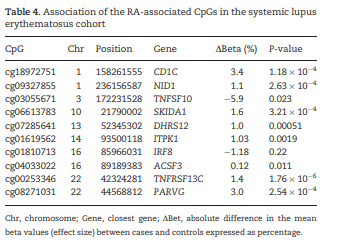 Table 4. Association of the RA-associated CpGs in the systemic lupus
erythematosus cohort
CpG Chr Position Gene ΔBeta (%) P-value
cg18972751 1 158261555 CD1C 3.4 1.18 × 10⁻⁴
cg09327855 1 236156587 NID1 1.1 2.63 × 10⁻⁴
cg03055671 3 172231528 TNFSF10 −5.9 0.023
cg06613783 10 21790002 SKIDA1 1.6 3.21 × 10⁻⁴
cg07285641 13 52345302 DHRS12 1.0 0.00051
cg01619562 14 93500118 ITPK1 1.03 0.0019
cg01810713 16 85966031 IRF8 −1.18 0.22
cg04033022 16 89189383 ACSF3 0.12 0.011
cg00253346 22 42324281 TNFRSF13C 1.4 1.76 × 10⁻⁶
cg08271031 22 44568812 PARVG 3.0 2.54 × 10⁻⁴
Chr, chromosome; Gene, closest gene; ΔBet, absolute difference in the mean
beta values (effect size) between cases and controls expressed as percentage.